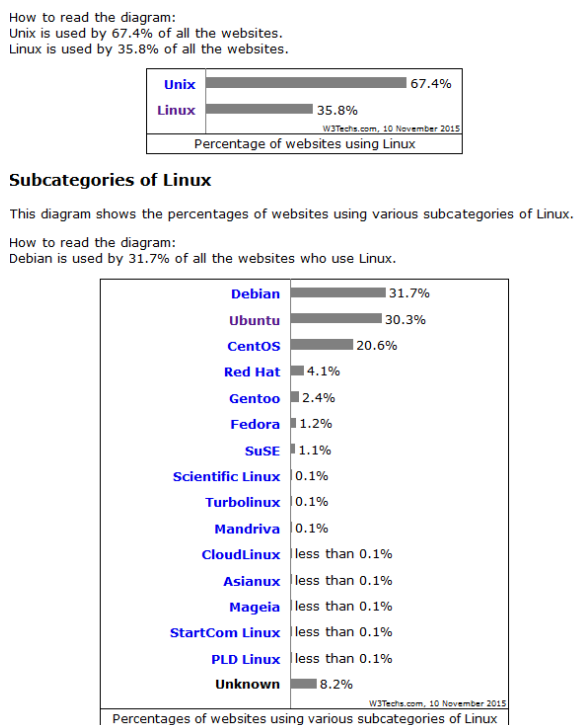 How to read the diagram:
Unix is used by 67.4% of all the websites.
Linux is used by 35.8% of all the websites.
Unix 67.4%
Linux 35.8%
W3Techs.com, 10 November 2015
Percentage of websites using Linux
Subcategories of Linux
This diagram shows the percentages of websites using various subcategories of Linux.
How to read the diagram:
Debian is used by 31.7% of all the websites who use Linux.
Debian 31.7%
Ubuntu 30.3%
CentOS 20.6%
Red Hat 4.1%
Gentoo 2.4%
Fedora 1.2%
SuSE 1.1%
Scientific Linux 0.1%
Turbolinux 0.1%
Mandriva 0.1%
CloudLinux less than 0.1%
Asianux less than 0.1%
Mageia less than 0.1%
StartCom Linux less than 0.1%
PLD Linux less than 0.1%
Unknown 8.2%
W3Techs.com, 10 November 2015
Percentages of websites using various subcategories of Linux